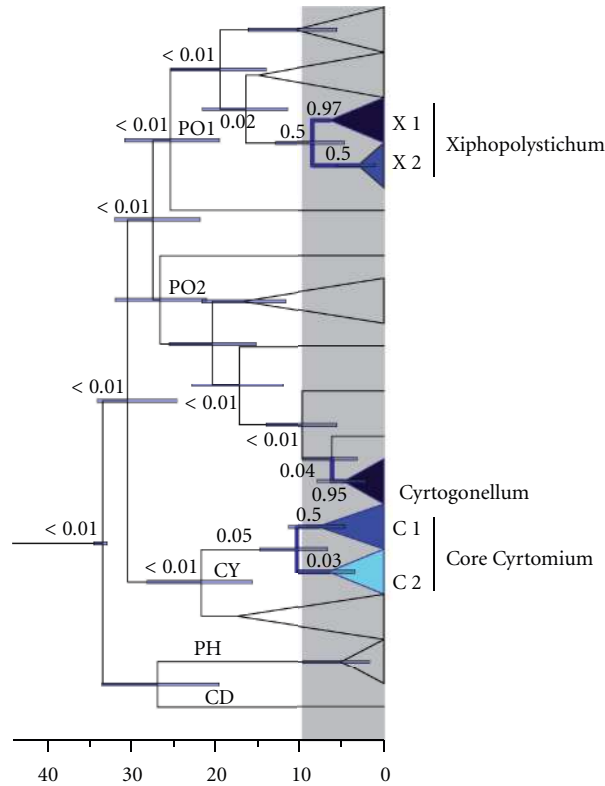 < 0.01
0.97
X 1
< 0.01
PO1
0.02
0.5
Xiphopolystichum
0.5
X 2
< 0.01
PO2
< 0.01
< 0.01
< 0.01
0.04
0.95
Cyrtogonellum
0.5
C 1
< 0.01
0.05
Core Cyrtomium
0.03
< 0.01
CY
C 2
PH
CD
40 30 20 10 0